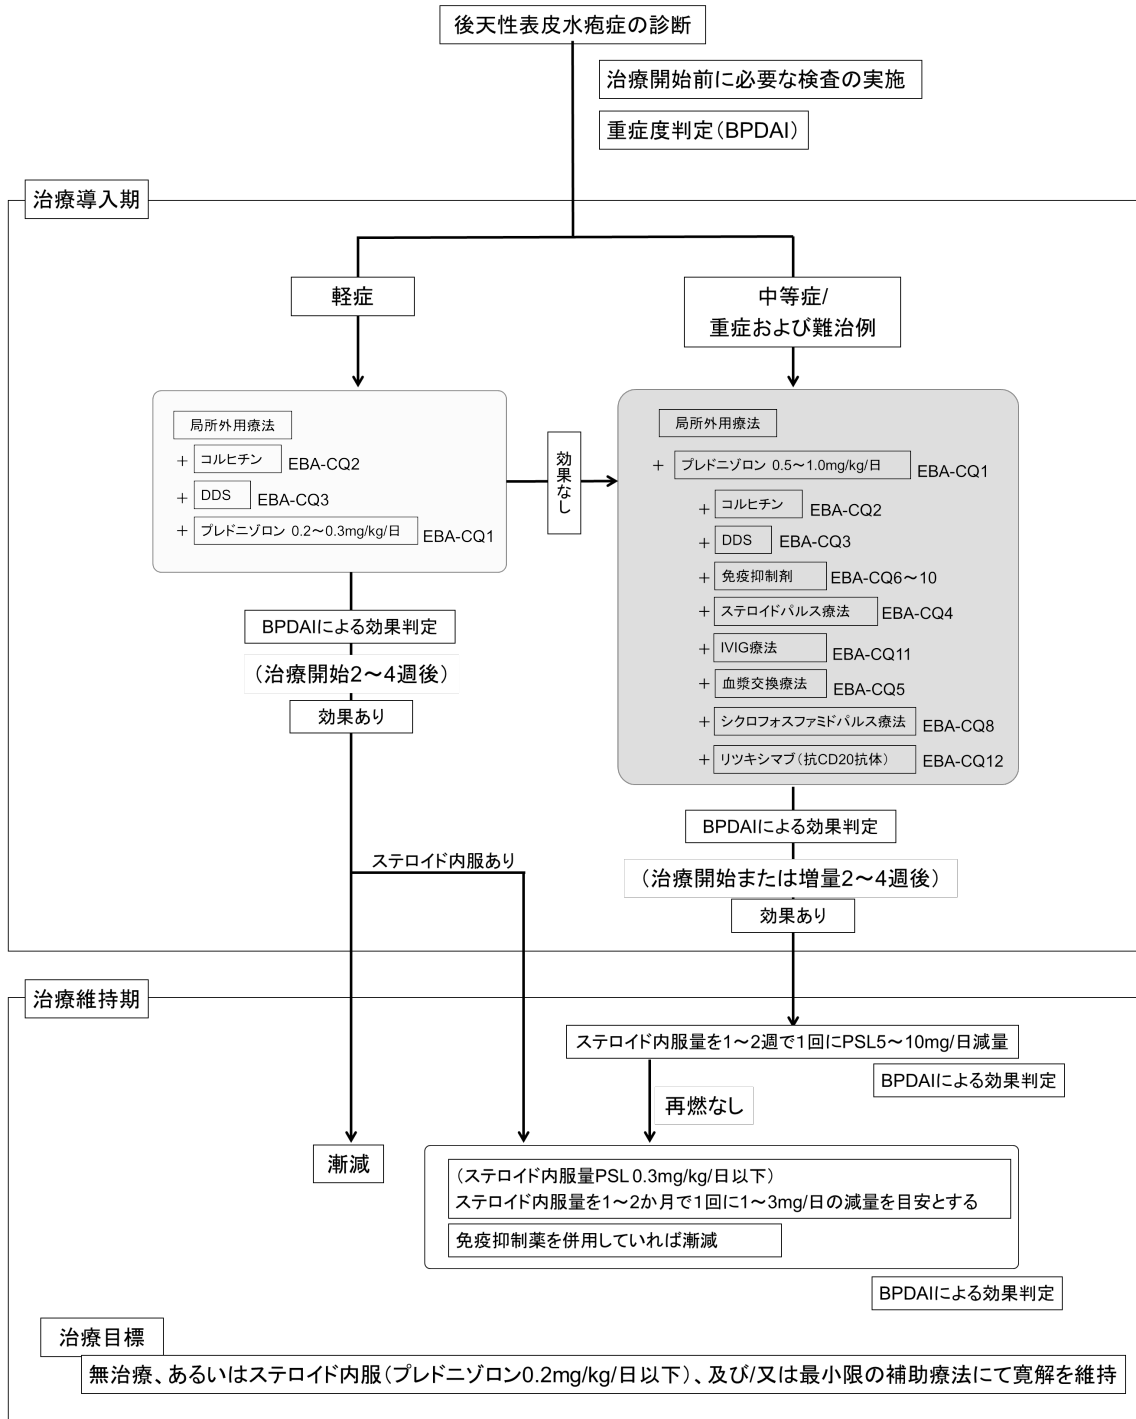 後天性表皮水疱症の診断
治療開始前に必要な検査の実施
重症度判定（BPDAI）
治療導入期
軽症
中等症/
重症および難治例
局所外用療法
+ コルヒチン EBA-CQ2
+ DDS EBA-CQ3
+ プレドニゾロン 0.2～0.3mg/kg/日 EBA-CQ1
効果なし
局所外用療法
+ プレドニゾロン 0.5～1.0mg/kg/日 EBA-CQ1
+ コルヒチン EBA-CQ2
+ DDS EBA-CQ3
+ 免疫抑制剤 EBA-CQ6～10
+ ステロイドパルス療法 EBA-CQ4
+ IVIG療法 EBA-CQ11
+ 血漿交換療法 EBA-CQ5
+ シクロフォスファミドパルス療法 EBA-CQ8
+ リツキシマブ（抗CD20抗体） EBA-CQ12
BPDAIによる効果判定
（治療開始2～4週後）
効果あり
ステロイド内服あり
BPDAIによる効果判定
（治療開始または増量2～4週後）
効果あり
治療維持期
ステロイド内服量を1～2週で1回にPSL5～10mg/日減量
BPDAIによる効果判定
再燃なし
漸減
（ステロイド内服量PSL 0.3mg/kg/日以下）
ステロイド内服量を1～2か月で1回に1～3mg/日の減量を目安とする
免疫抑制薬を併用していれば漸減
BPDAIによる効果判定
治療目標
無治療、あるいはステロイド内服（プレドニゾロン0.2mg/kg/日以下）、及び/又は最小限の補助療法にて寛解を維持